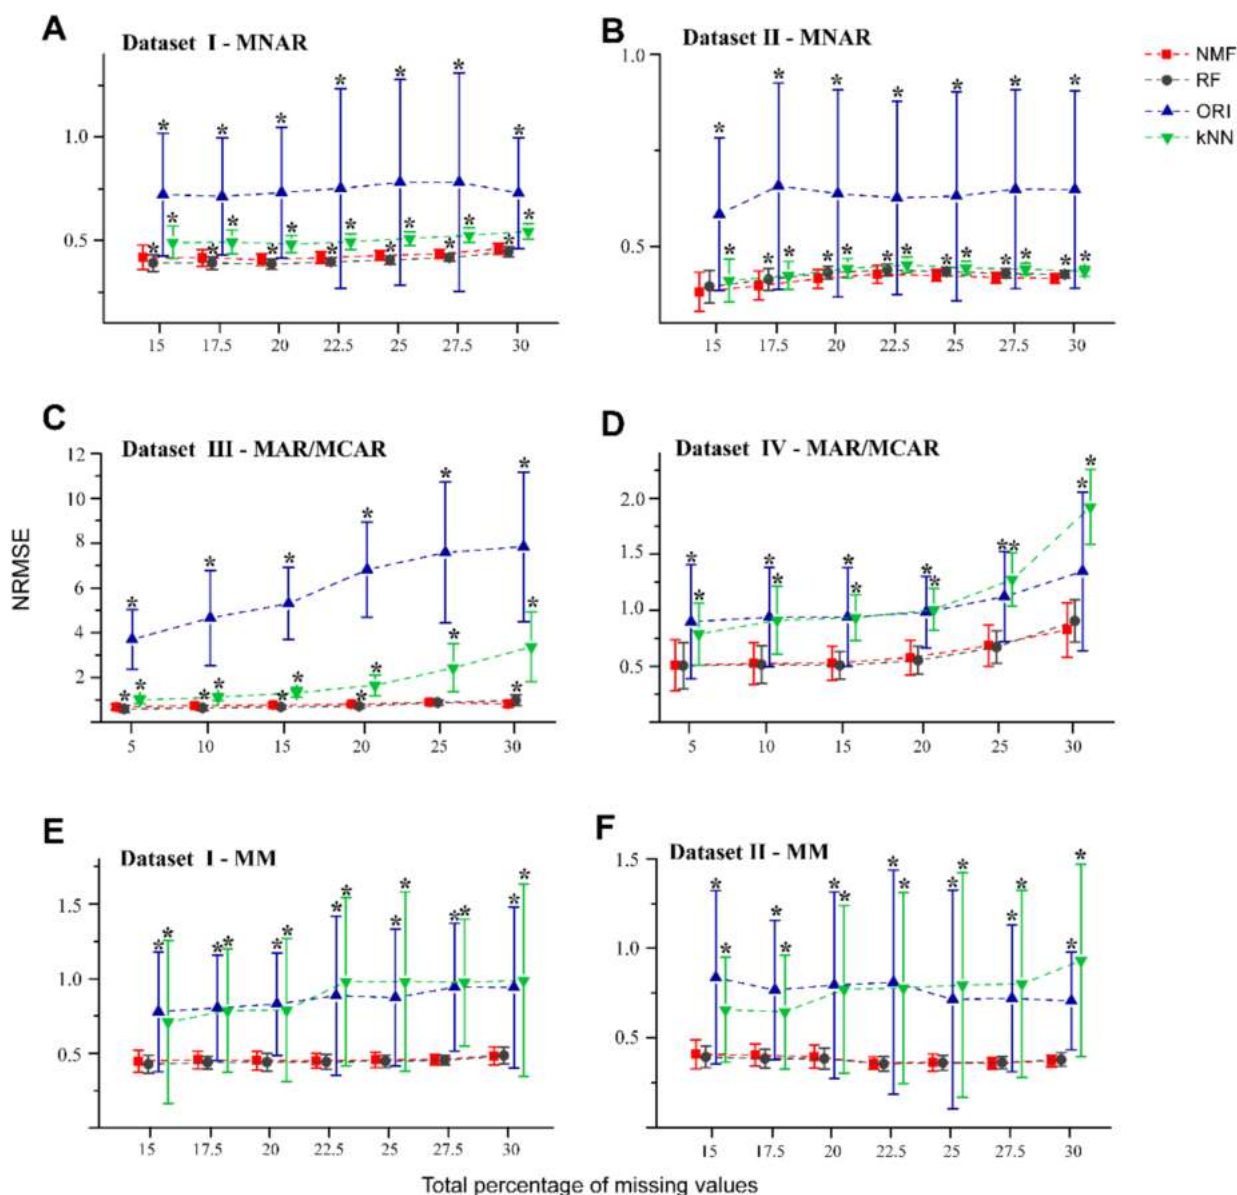 A
Dataset I - MNAR
1.0
0.5
15 17.5 20 22.5 25 27.5 30
B
Dataset II - MNAR
1.0
0.5
15 17.5 20 22.5 25 27.5 30
NMF
RF
ORI
kNN
C
Dataset III - MAR/MCAR
12
10
8
6
4
2
5 10 15 20 25 30
D
Dataset IV - MAR/MCAR
2.0
1.5
1.0
0.5
5 10 15 20 25 30
NRMSE
E
Dataset I - MM
1.5
1.0
0.5
15 17.5 20 22.5 25 27.5 30
F
Dataset II - MM
1.5
1.0
0.5
15 17.5 20 22.5 25 27.5 30
Total percentage of missing values